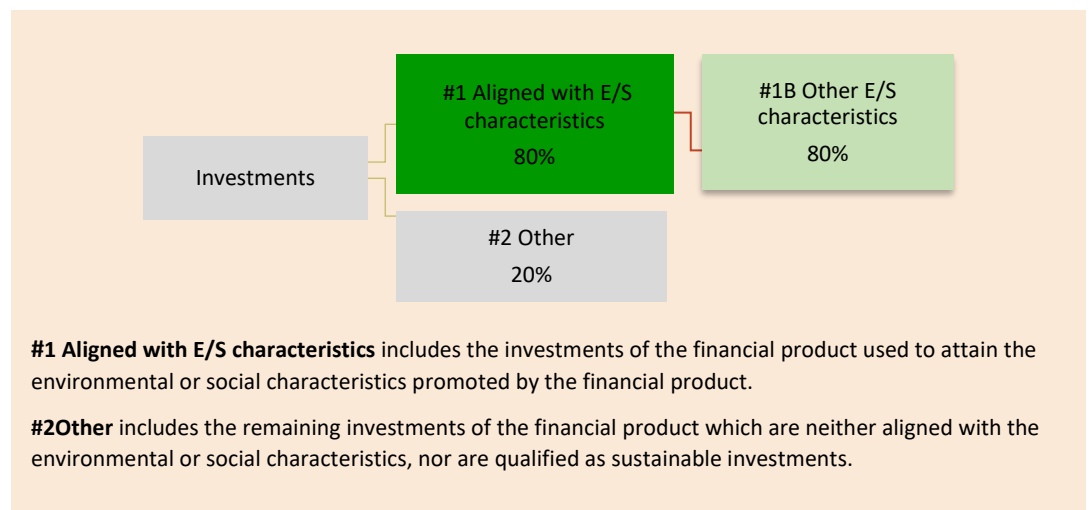 Investments
#1 Aligned with E/S
characteristics
80%
#1B Other E/S
characteristics
80%
#2 Other
20%
#1 Aligned with E/S characteristics includes the investments of the financial product used to attain the
environmental or social characteristics promoted by the financial product.
#2Other includes the remaining investments of the financial product which are neither aligned with the
environmental or social characteristics, nor are qualified as sustainable investments.